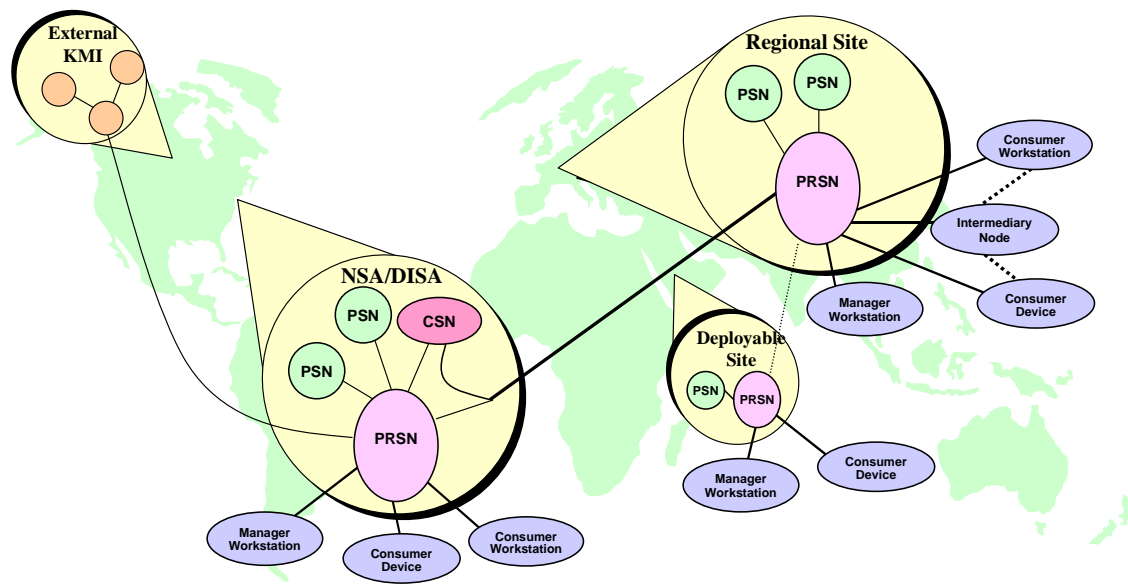 External
KMI
Regional Site
PSN
PSN
PRSN
Consumer
Workstation
Intermediary
Node
Consumer
Device
Manager
Workstation
NSA/DISA
PSN
CSN
PSN
PRSN
Manager
Workstation
Consumer
Device
Consumer
Workstation
Deployable
Site
PSN
PRSN
Manager
Workstation
Consumer
Device